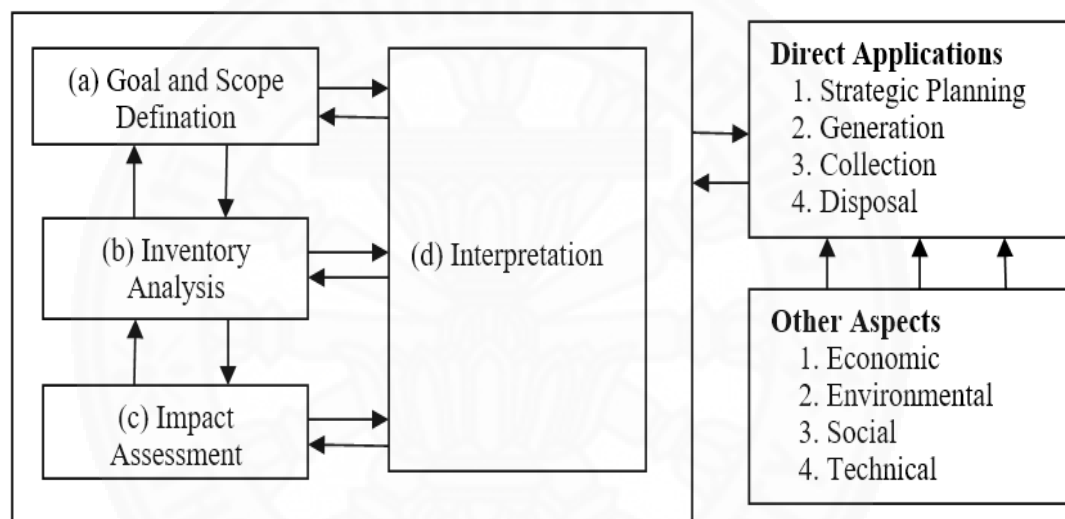 (a) Goal and Scope
Defination
(b) Inventory
Analysis
(c) Impact
Assessment
(d) Interpretation
Direct Applications
1. Strategic Planning
2. Generation
3. Collection
4. Disposal
Other Aspects
1. Economic
2. Environmental
3. Social
4. Technical